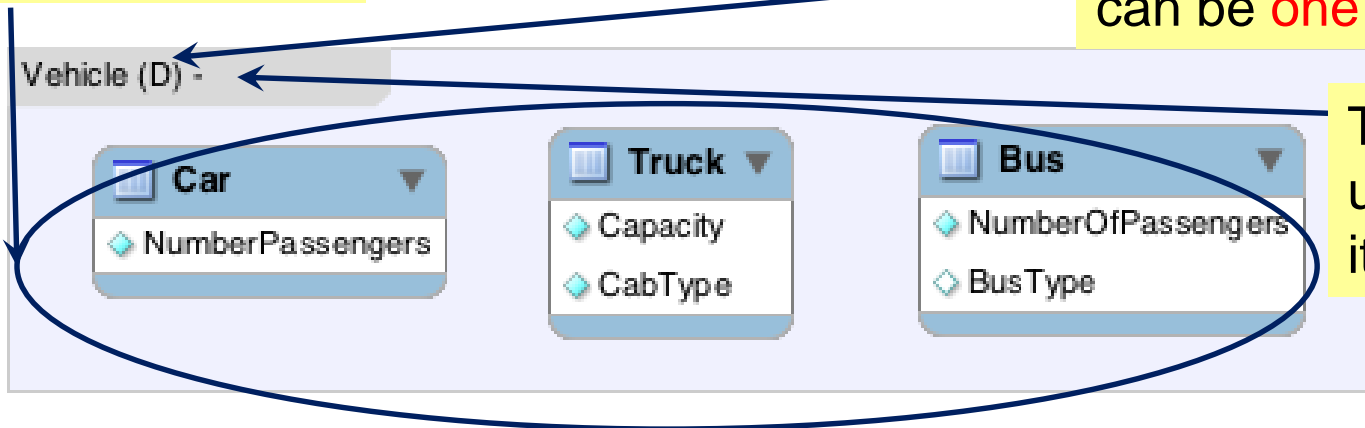 can be one
Vehicle (D) -
Car
NumberPassengers
Truck
Capacity
CabType
Bus
NumberOfPassengers
BusType